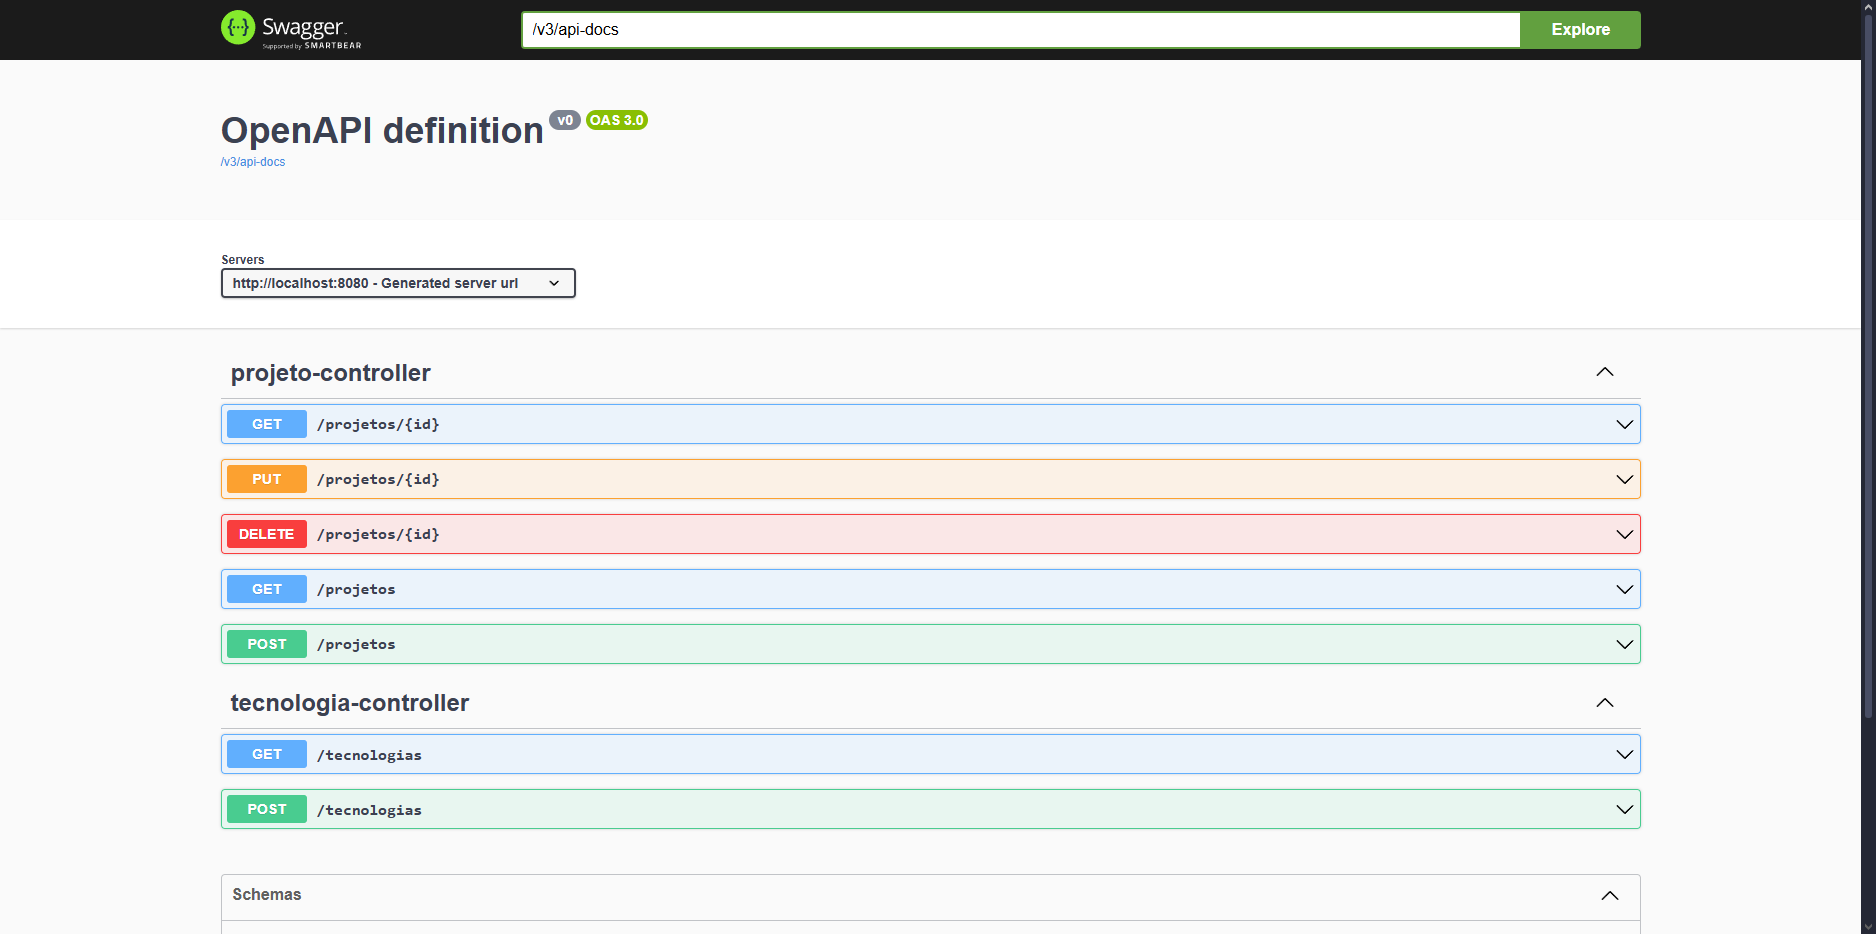 {···} Swagger
Supported by SMARTBEAR
/v3/api-docs
Explore
OpenAPI definition v0 OAS 3.0
/v3/api-docs
Servers
http://localhost:8080 - Generated server url
projeto-controller
GET /projetos/{id}
PUT /projetos/{id}
DELETE /projetos/{id}
GET /projetos
POST /projetos
tecnologia-controller
GET /tecnologias
POST /tecnologias
Schemas